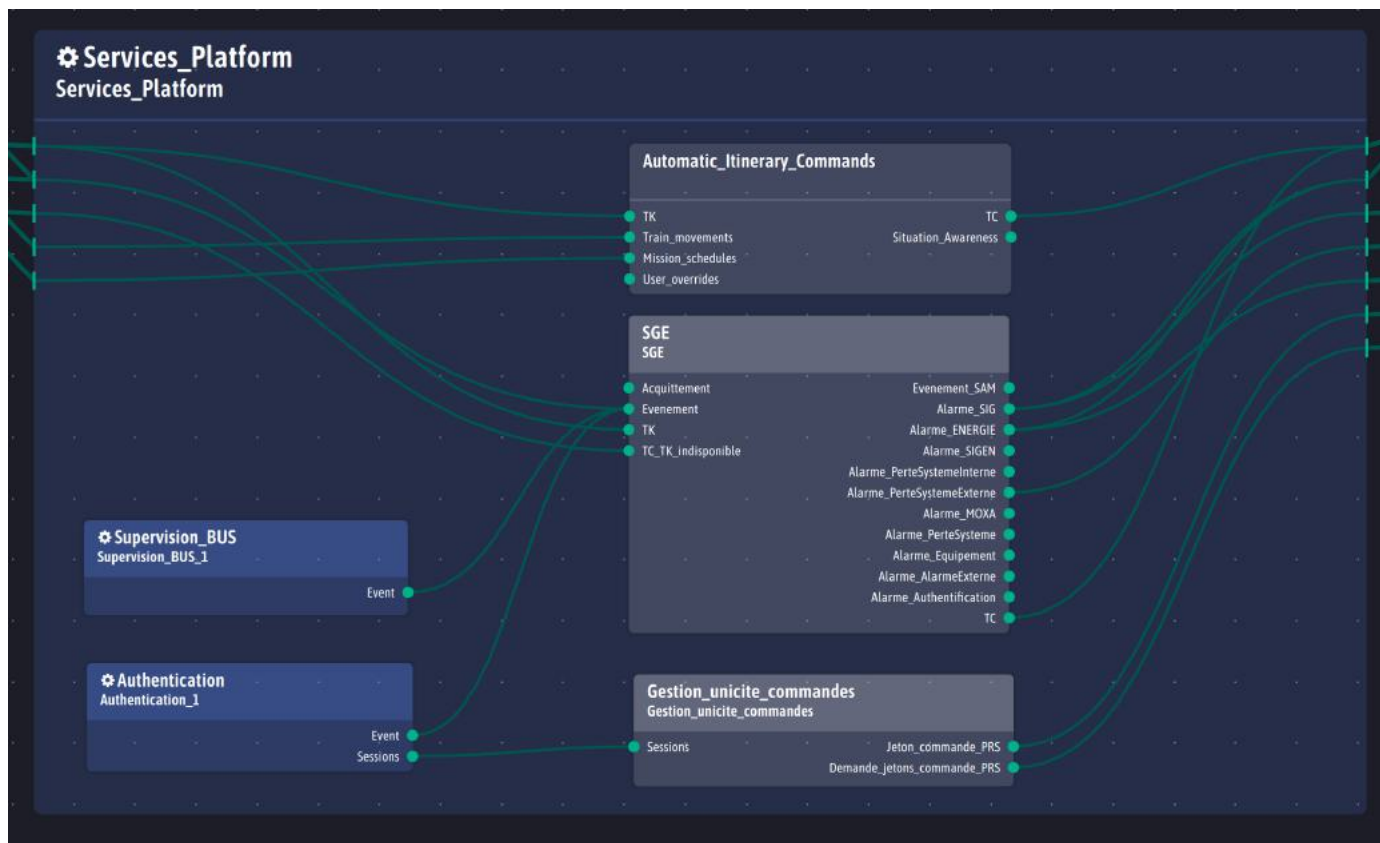 Services_Platform
Services_Platform
Automatic_Itinerary_Commands
TK TC
Train_movements Situation_Awareness
Mission_schedules
User_overrides
SGE
SGE
Acquittement Evenement_SAM
Evenement Alarme_SIG
TK Alarme_ENERGIE
TC_TK_indisponible Alarme_SIGEN
Alarme_PerteSystemeInterne
Alarme_PerteSystemeExterne
Alarme_MOXA
Alarme_PerteSysteme
Alarme_Equipement
Alarme_AlarmeExterne
Alarme_Authentification
TC
Supervision_BUS
Supervision_BUS_1
Event
Authentication
Authentication_1
Event
Sessions
Gestion_unicite_commandes
Gestion_unicite_commandes
Sessions Jeton_commande_PRS
Demande_jetons_commande_PRS